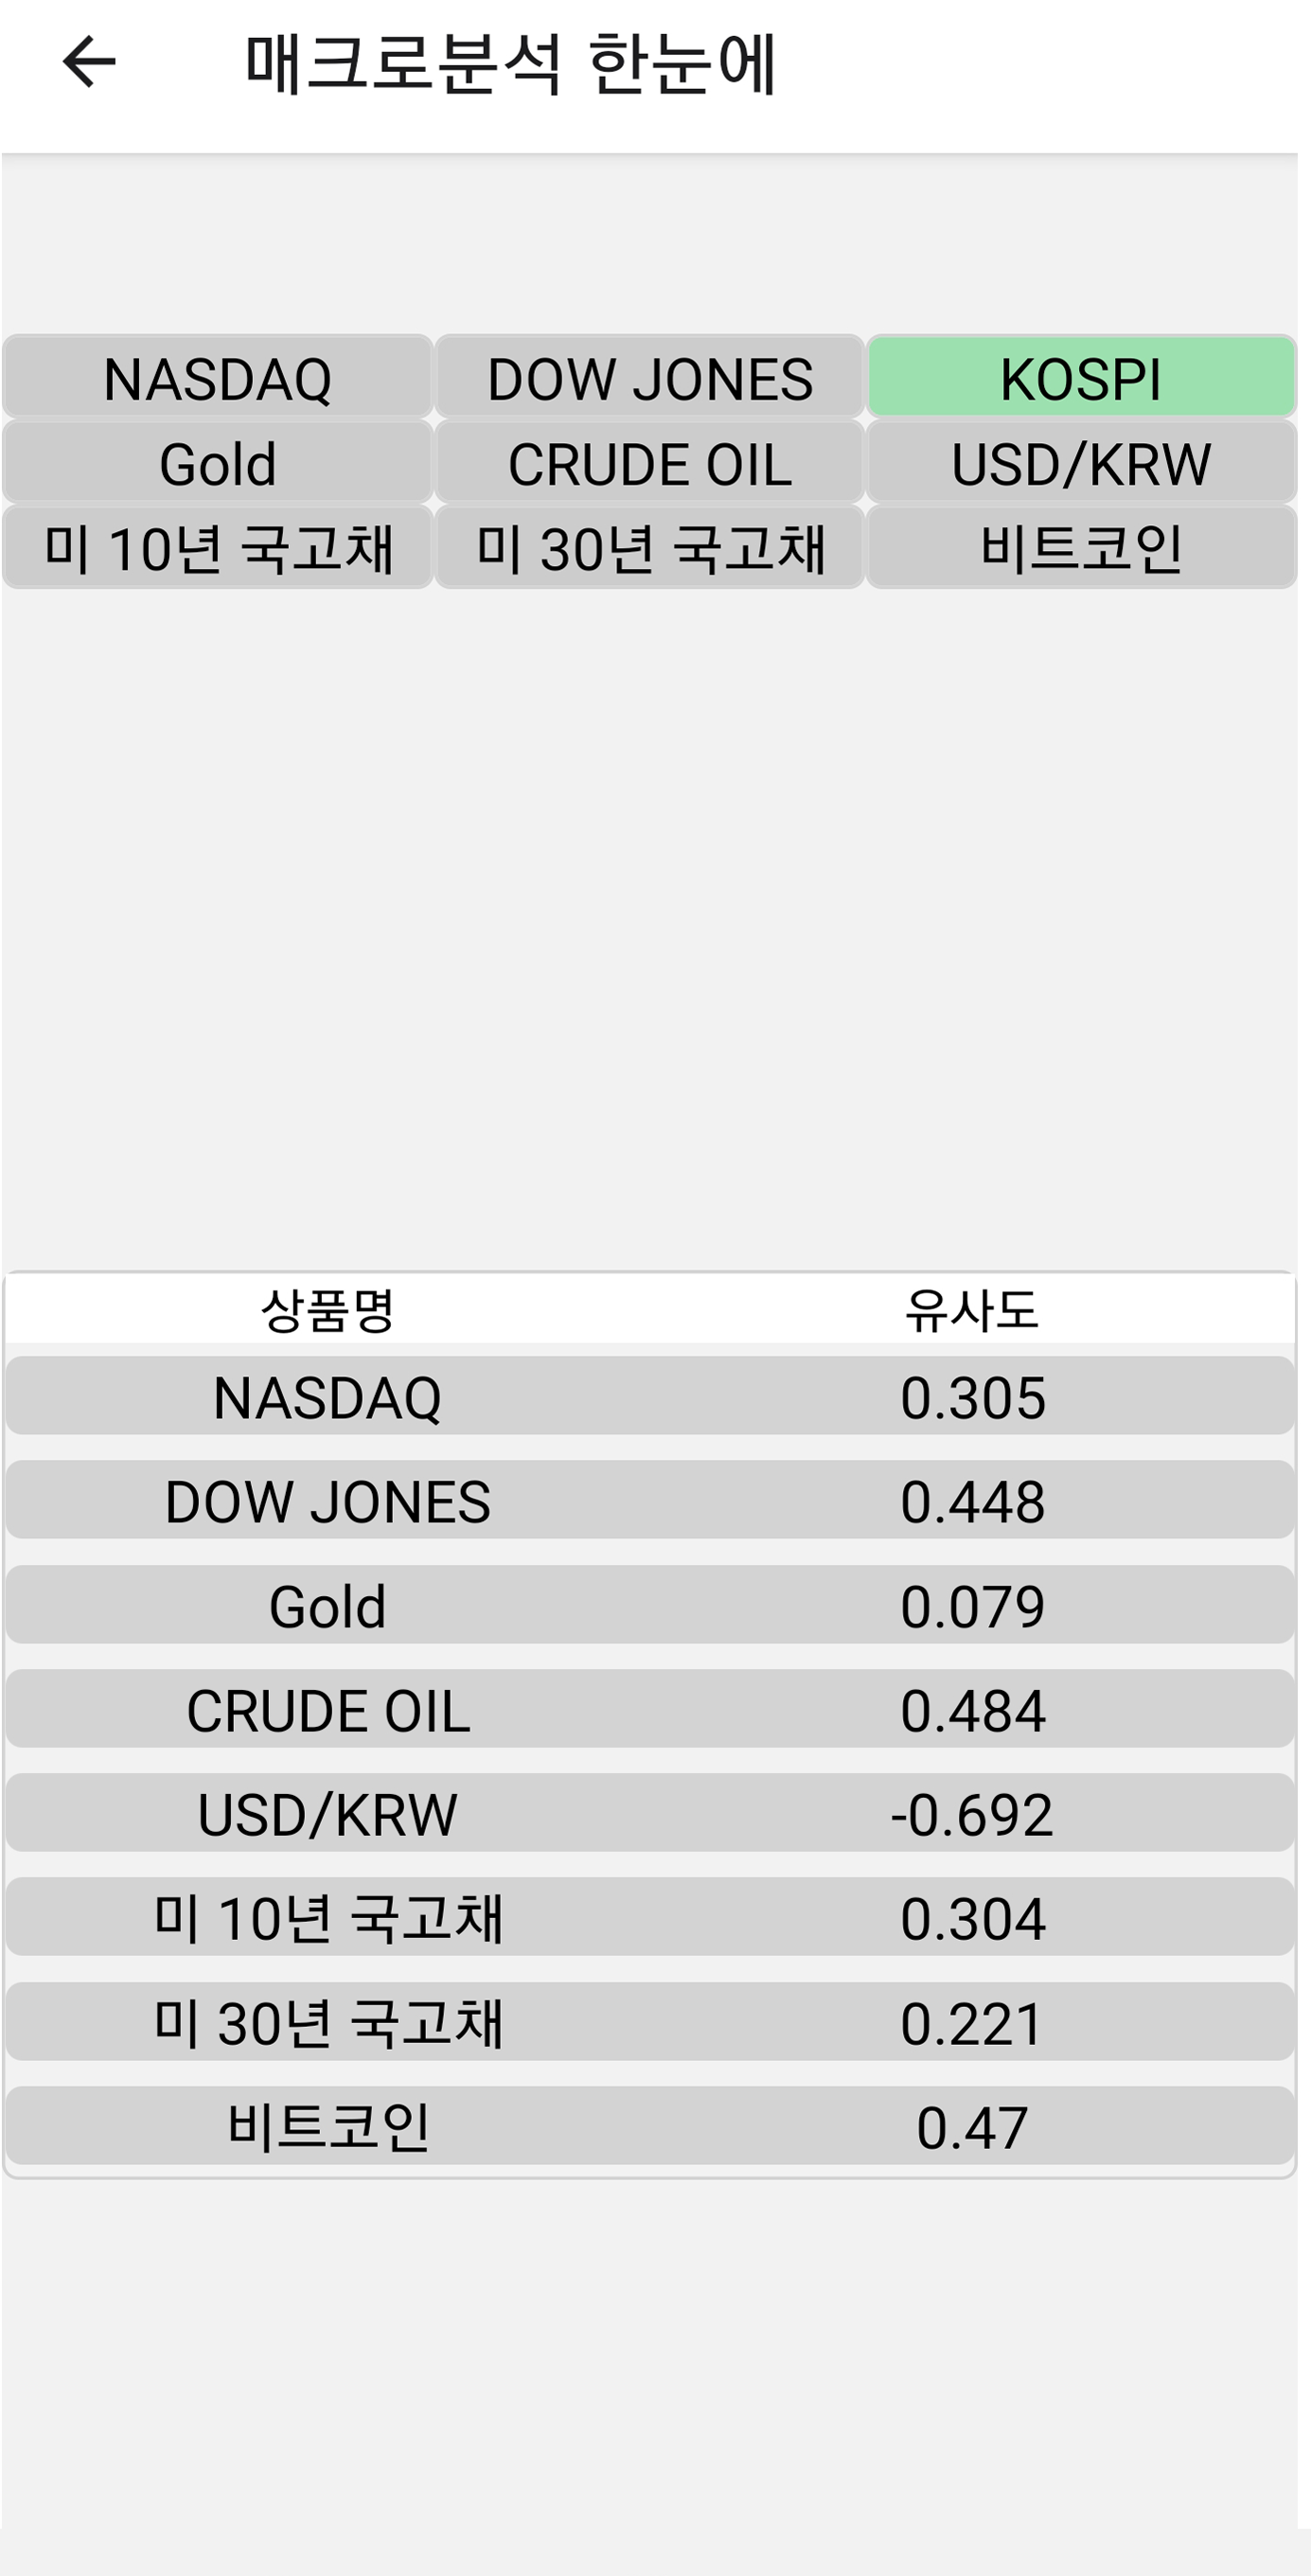 매크로분석 한눈에
NASDAQ DOW JONES KOSPI
Gold CRUDE OIL USD/KRW
미 10년 국고채 미 30년 국고채 비트코인
상품명 유사도
NASDAQ 0.305
DOW JONES 0.448
Gold 0.079
CRUDE OIL 0.484
USD/KRW -0.692
미 10년 국고채 0.304
미 30년 국고채 0.221
비트코인 0.47